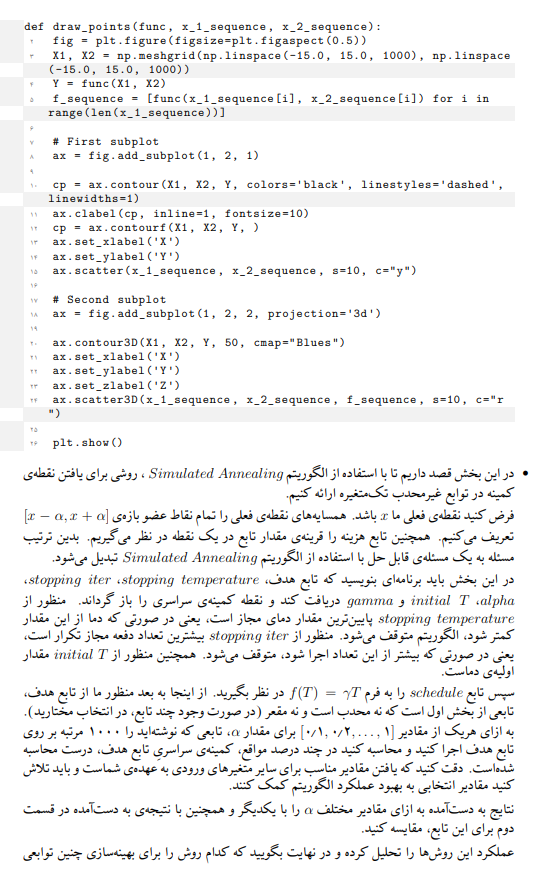 def draw_points(func, x_1_sequence, x_2_sequence):
۲ fig = plt.figure(figsize=plt.figaspect(0.5))
۳ X1, X2 = np.meshgrid(np.linspace(-15.0, 15.0, 1000), np.linspace
(-15.0, 15.0, 1000))
۴ Y = func(X1, X2)
۵ f_sequence = [func(x_1_sequence[i], x_2_sequence[i]) for i in
range(len(x_1_sequence))]
۶
۷ # First subplot
۸ ax = fig.add_subplot(1, 2, 1)
۹
۱۰ cp = ax.contour(X1, X2, Y, colors='black', linestyles='dashed',
linewidths=1)
۱۱ ax.clabel(cp, inline=1, fontsize=10)
۱۲ cp = ax.contourf(X1, X2, Y, )
۱۳ ax.set_xlabel('X')
۱۴ ax.set_ylabel('Y')
۱۵ ax.scatter(x_1_sequence, x_2_sequence, s=10, c="y")
۱۶
۱۷ # Second subplot
۱۸ ax = fig.add_subplot(1, 2, 2, projection='3d')
۱۹
۲۰ ax.contour3D(X1, X2, Y, 50, cmap="Blues")
۲۱ ax.set_xlabel('X')
۲۲ ax.set_ylabel('Y')
۲۳ ax.set_zlabel('Z')
۲۴ ax.scatter3D(x_1_sequence, x_2_sequence, f_sequence, s=10, c="r
")
۲۵
۲۶ plt.show()
• در این بخش قصد داریم تا با استفاده از الگوریتم Simulated Annealing ، روشی برای یافتن نقطه‌ی
کمینه در توابع غیرمحدب تک‌متغیره ارائه کنیم.
فرض کنید نقطه‌ی فعلی ما x باشد. همسایه‌های نقطه‌ی فعلی را تمام نقاط عضو بازه‌ی [x − α, x + α]
تعریف می‌کنیم. همچنین تابع هزینه را قرینه‌ی مقدار تابع در یک نقطه در نظر می‌گیریم. بدین ترتیب
مسئله به یک مسئله‌ی قابل حل با استفاده از الگوریتم Simulated Annealing تبدیل می‌شود.
در این بخش باید برنامه‌ای بنویسید که تابع هدف، stopping temperature، stopping iter،
alpha، initial T و gamma دریافت کند و نقطه کمینه‌ی سراسری را باز گرداند. منظور از
stopping temperature پایین‌ترین مقدار دمای مجاز است، یعنی در صورتی که دما از این مقدار
کمتر شود، الگوریتم متوقف می‌شود. منظور از stopping iter بیشترین تعداد دفعه مجاز تکرار است،
یعنی در صورتی که بیشتر از این تعداد اجرا شود، متوقف می‌شود. همچنین منظور از initial T مقدار
اولیه‌ی دماست.
سپس تابع schedule را به فرم f(T) = γT در نظر بگیرید. از اینجا به بعد منظور ما از تابع هدف،
تابعی از بخش اول است که نه محدب است و نه مقعر (در صورت وجود چند تابع، در انتخاب مختارید).
به ازای هریک از مقادیر [۰/۱, ۰/۲, . . . , ۱] برای مقدار α، تابعی که نوشته‌اید را ۱۰۰۰ مرتبه بر روی
تابع هدف اجرا کنید و محاسبه کنید در چند درصد مواقع، کمینه‌ی سراسریِ تابع هدف، درست محاسبه
شده‌است. دقت کنید که یافتن مقادیر مناسب برای سایر متغیرهای ورودی به عهده‌ی شماست و باید تلاش
کنید مقادیر انتخابی به بهبود عملکرد الگوریتم کمک کنند.
نتایج به دست‌آمده به ازای مقادیر مختلف α را با یکدیگر و همچنین با نتیجه‌ی به دست‌آمده در قسمت
دوم برای این تابع، مقایسه کنید.
عملکرد این روش‌ها را تحلیل کرده و در نهایت بگویید که کدام روش را برای بهینه‌سازی چنین توابعی